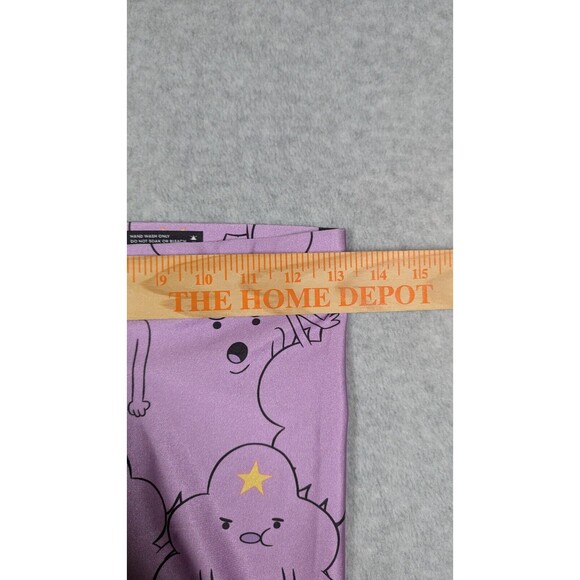 HAND WASH ONLY
DO NOT SOAK OR BLEACH
9 10 11 12 13 14 15
THE HOME DEPOT